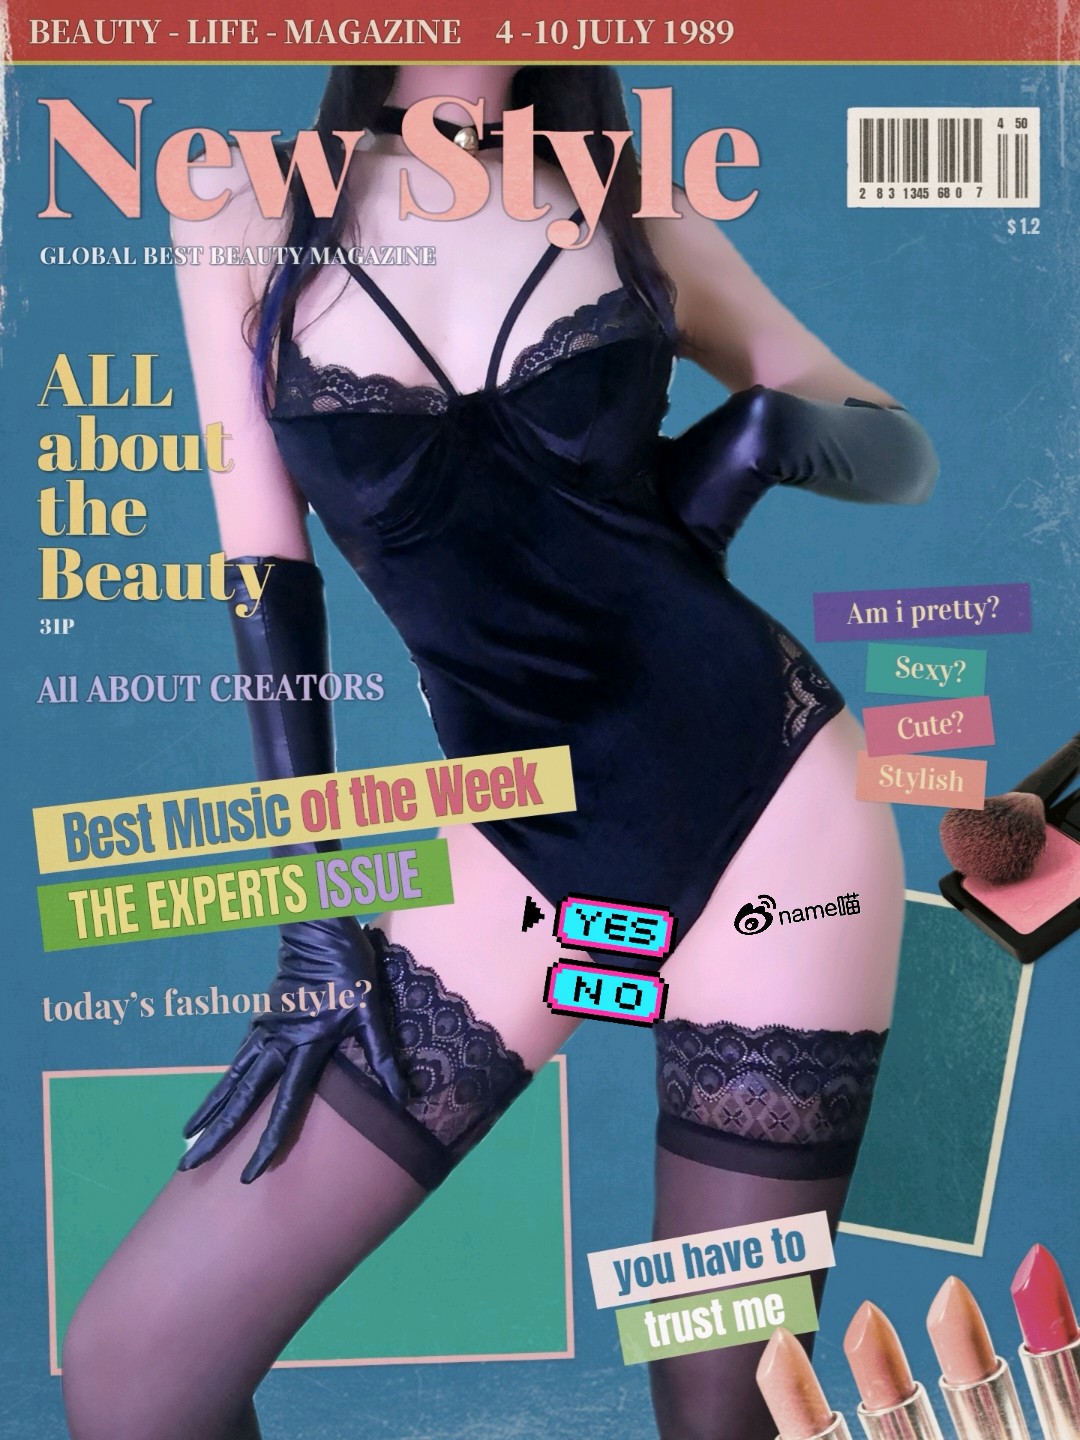 BEAUTY - LIFE - MAGAZINE 4 -10 JULY 1989
New Style
4 50
2 8 3 1345 68 0 7
$ 1.2
GLOBAL BEST BEAUTY MAGAZINE
ALL
about
the
Beauty
31P
All ABOUT CREATORS
Am i pretty?
Sexy?
Cute?
Stylish
Best Music of the Week
THE EXPERTS ISSUE
YES
NO
name喵
today's fashon style?
you have to
trust me